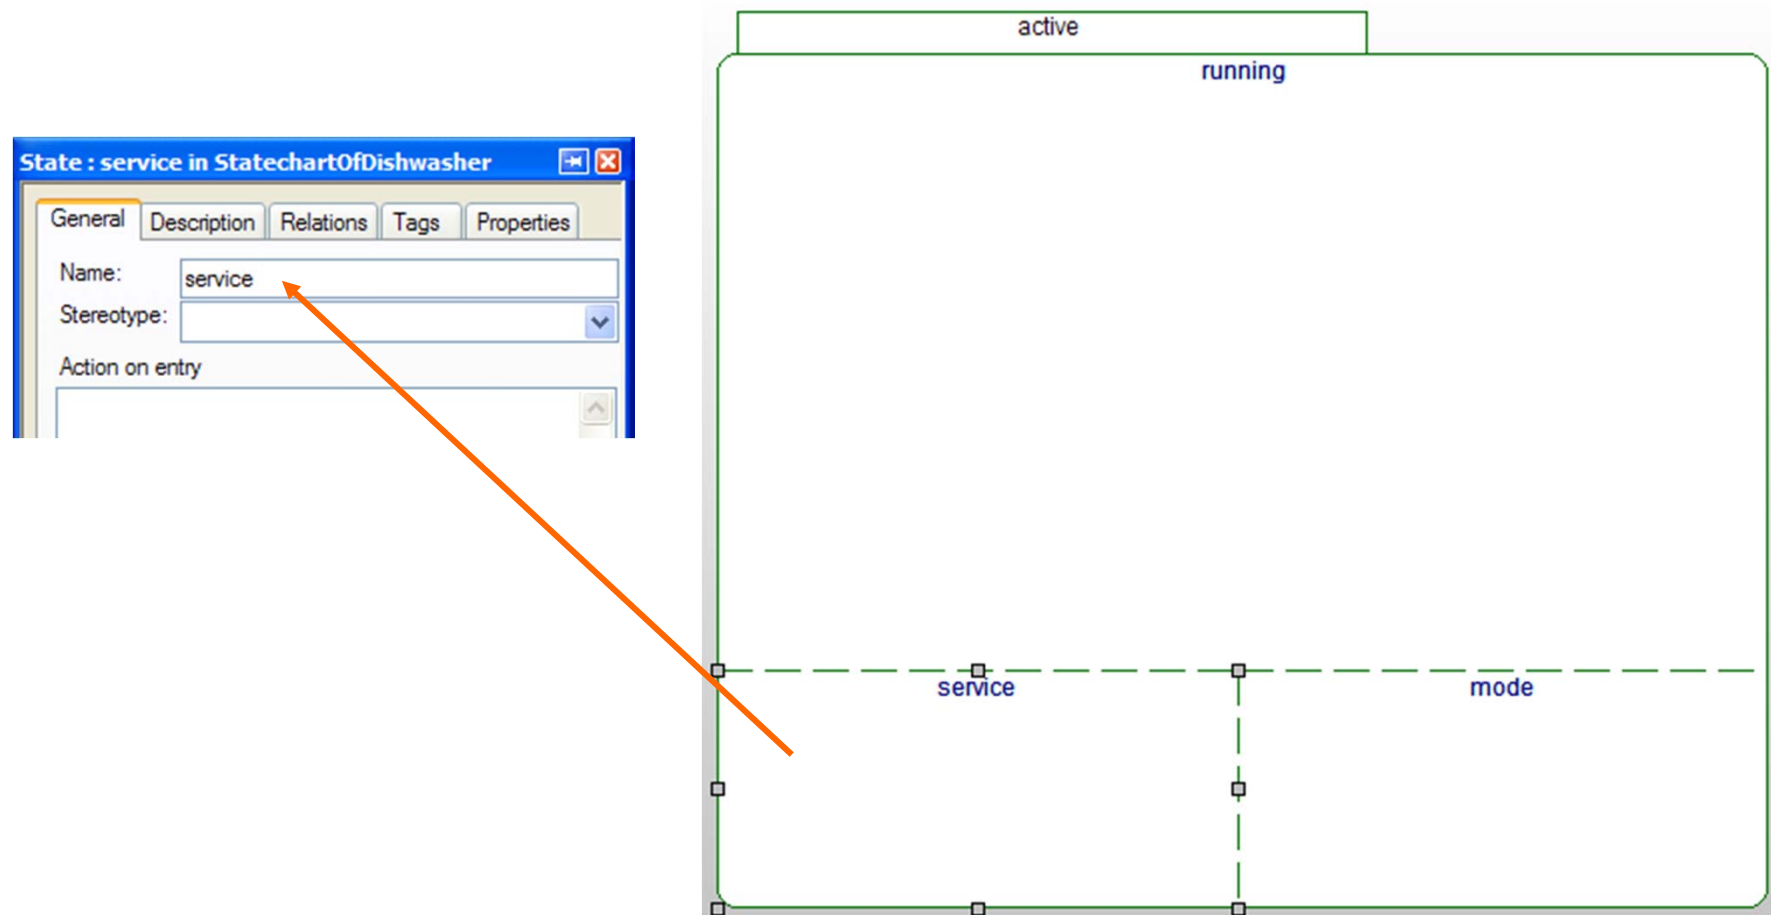 active
running
State : service in StatechartOfDishwasher
General Description Relations Tags Properties
Name: service
Stereotype:
Action on entry
service mode